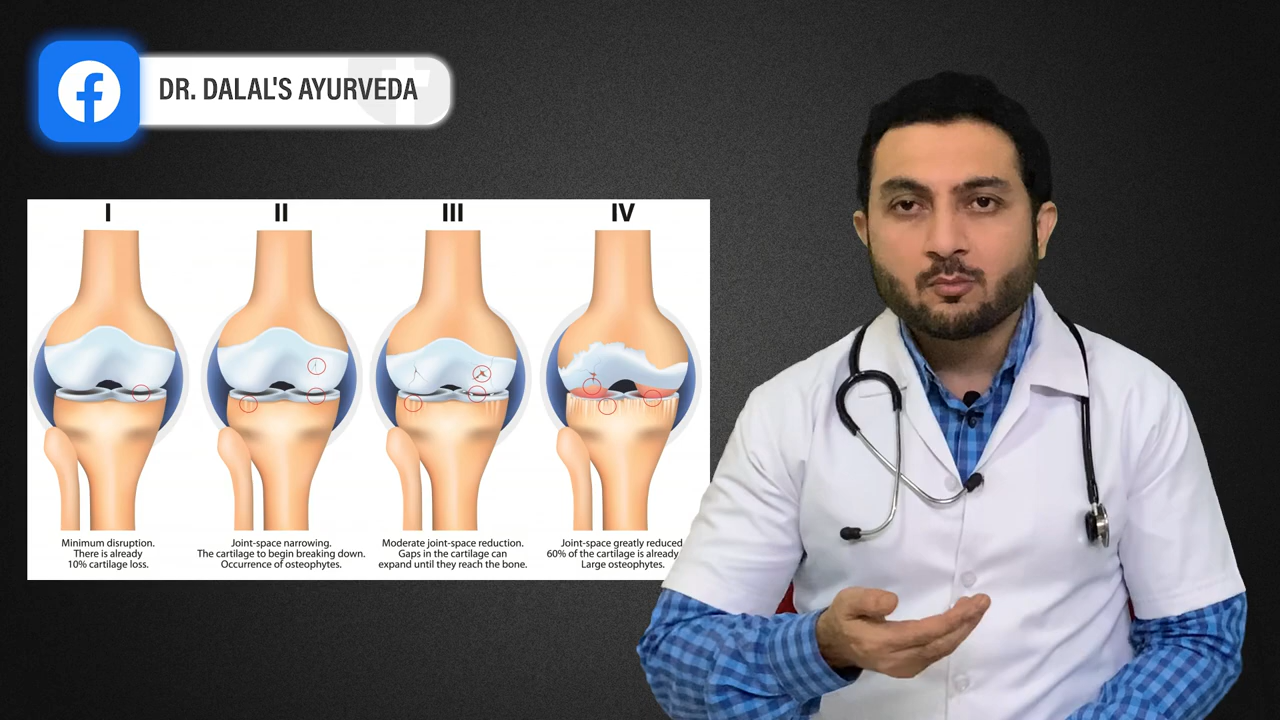 DR. DALAL'S AYURVEDA
I
II
III
IV
Minimum disruption.
There is already
10% cartilage loss.
Joint-space narrowing.
The cartilage to begin breaking down.
Occurrence of osteophytes.
Moderate joint-space reduction.
Gaps in the cartilage can
expand until they reach the bone.
Joint-space greatly reduced
60% of the cartilage is already
Large osteophytes.